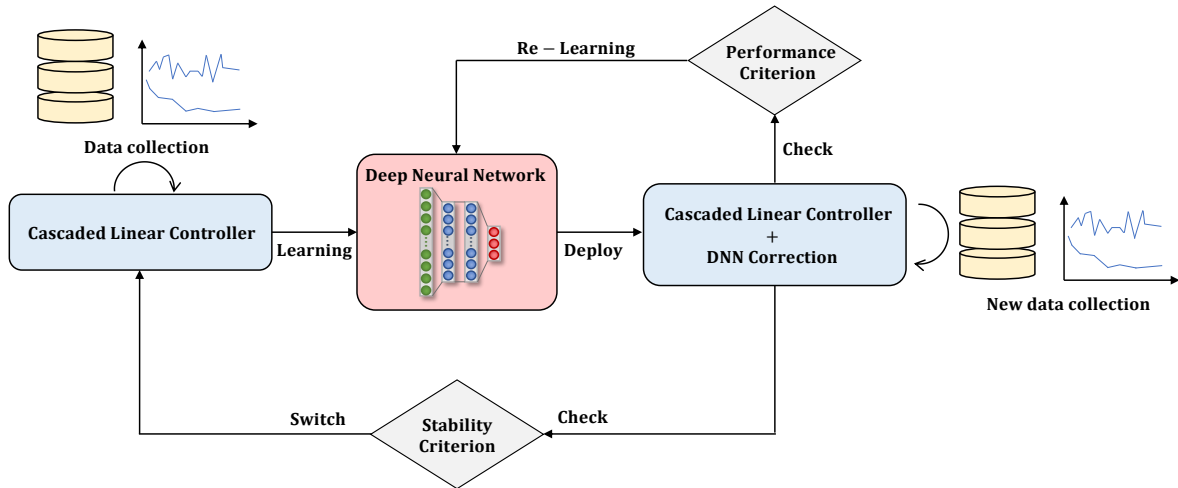 Re – Learning
Performance
Criterion
Data collection
Check
Deep Neural Network
Cascaded Linear Controller
Learning
Deploy
Cascaded Linear Controller
+
DNN Correction
New data collection
Switch
Stability
Criterion
Check